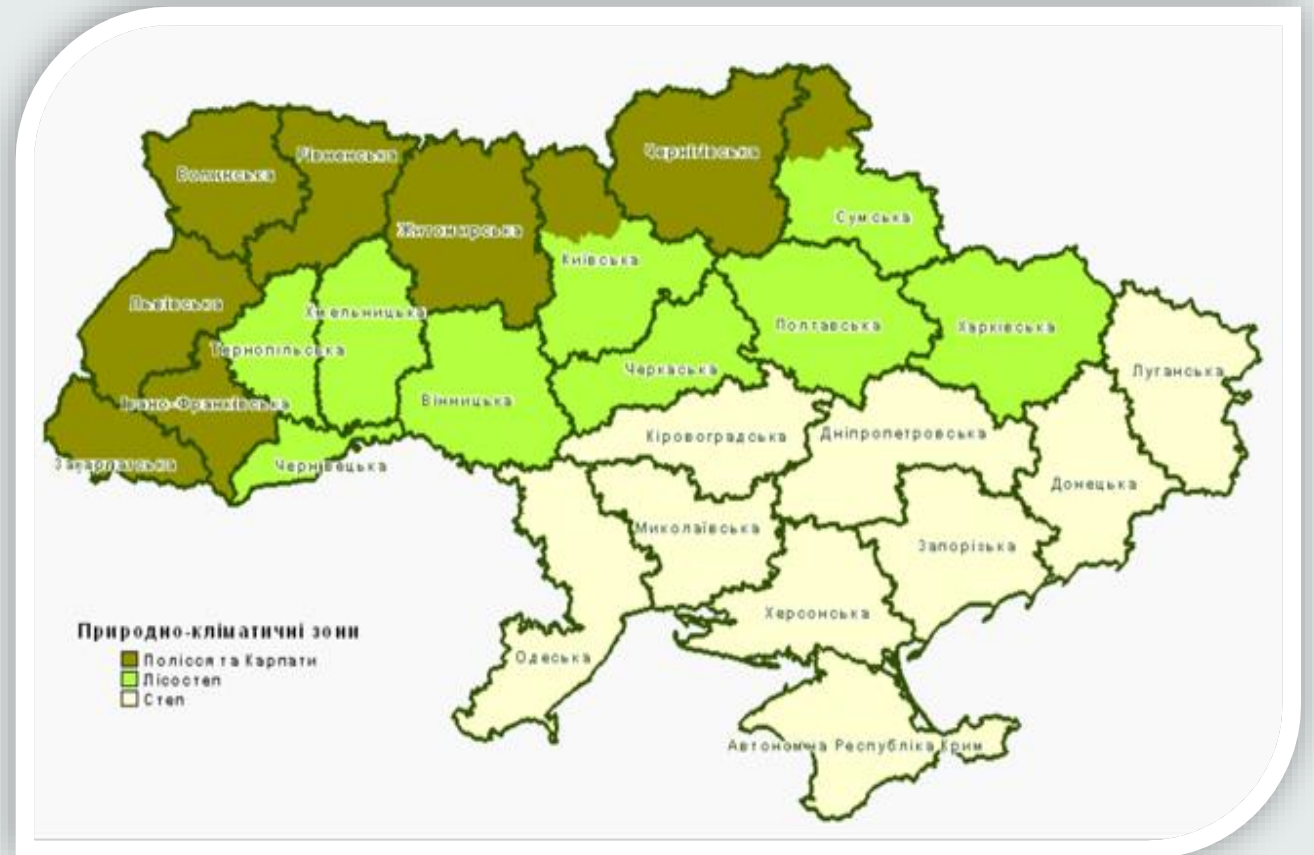 Волинська
Рівненська
Житомирська
Чернігівська
Сумська
Київська
Львівська
Тернопільська
Хмельницька
Полтавська
Харківська
Луганська
Черкаська
Вінницька
Івано-Франківська
Закарпатська
Чернівецька
Кіровоградська
Дніпропетровська
Донецька
Миколаївська
Запорізька
Херсонська
Одеська
Автономна Республіка Крим
Природно-кліматичні зони
Полісся та Карпати
Лісостеп
Степ